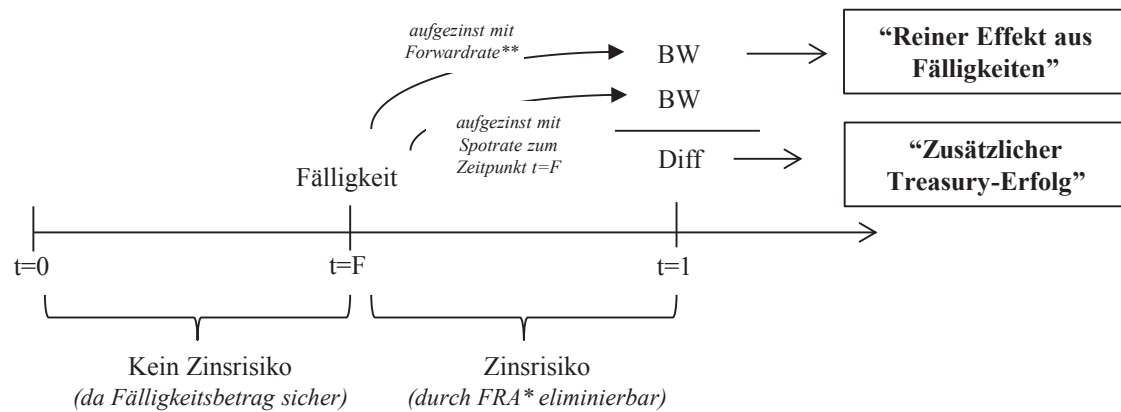 aufgezinst mit
Forwardrate**
BW
“Reiner Effekt aus
Fälligkeiten”
BW
aufgezinst mit
Spotrate zum
Zeitpunkt t=F
Diff
“Zusätzlicher
Treasury-Erfolg”
Fälligkeit
t=0
t=F
t=1
Kein Zinsrisiko
(da Fälligkeitsbetrag sicher)
Zinsrisiko
(durch FRA* eliminierbar)